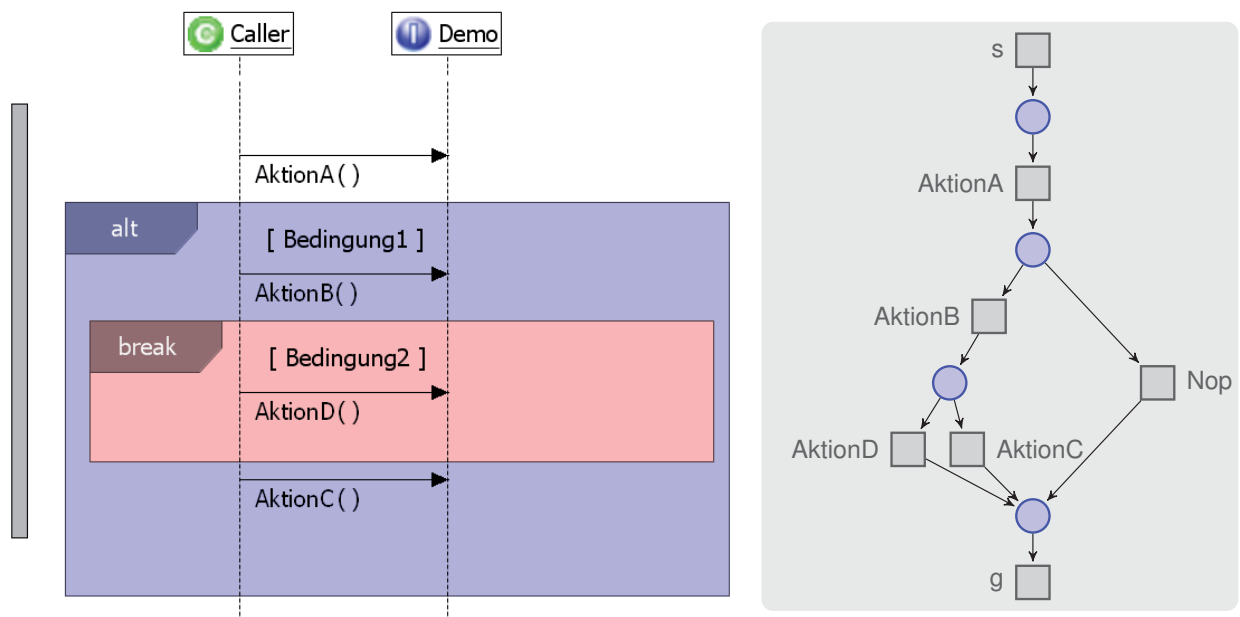 Caller
Demo
AktionA()
alt
[ Bedingung1 ]
AktionB()
break
[ Bedingung2 ]
AktionD()
AktionC()
s
AktionA
AktionB
Nop
AktionD
AktionC
g